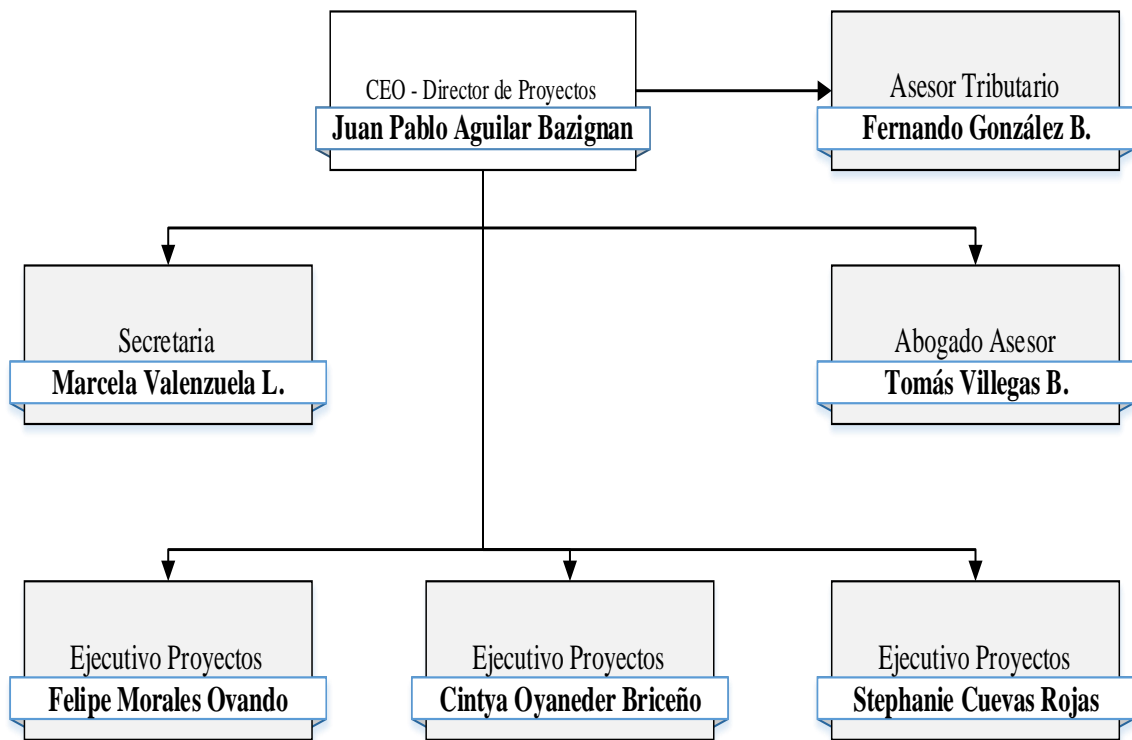 CEO - Director de Proyectos
Juan Pablo Aguilar Bazignan
Asesor Tributario
Fernando González B.
Secretaria
Marcela Valenzuela L.
Abogado Asesor
Tomás Villegas B.
Ejecutivo Proyectos
Felipe Morales Ovando
Ejecutivo Proyectos
Cintya Oyaneder Briceño
Ejecutivo Proyectos
Stephanie Cuevas Rojas